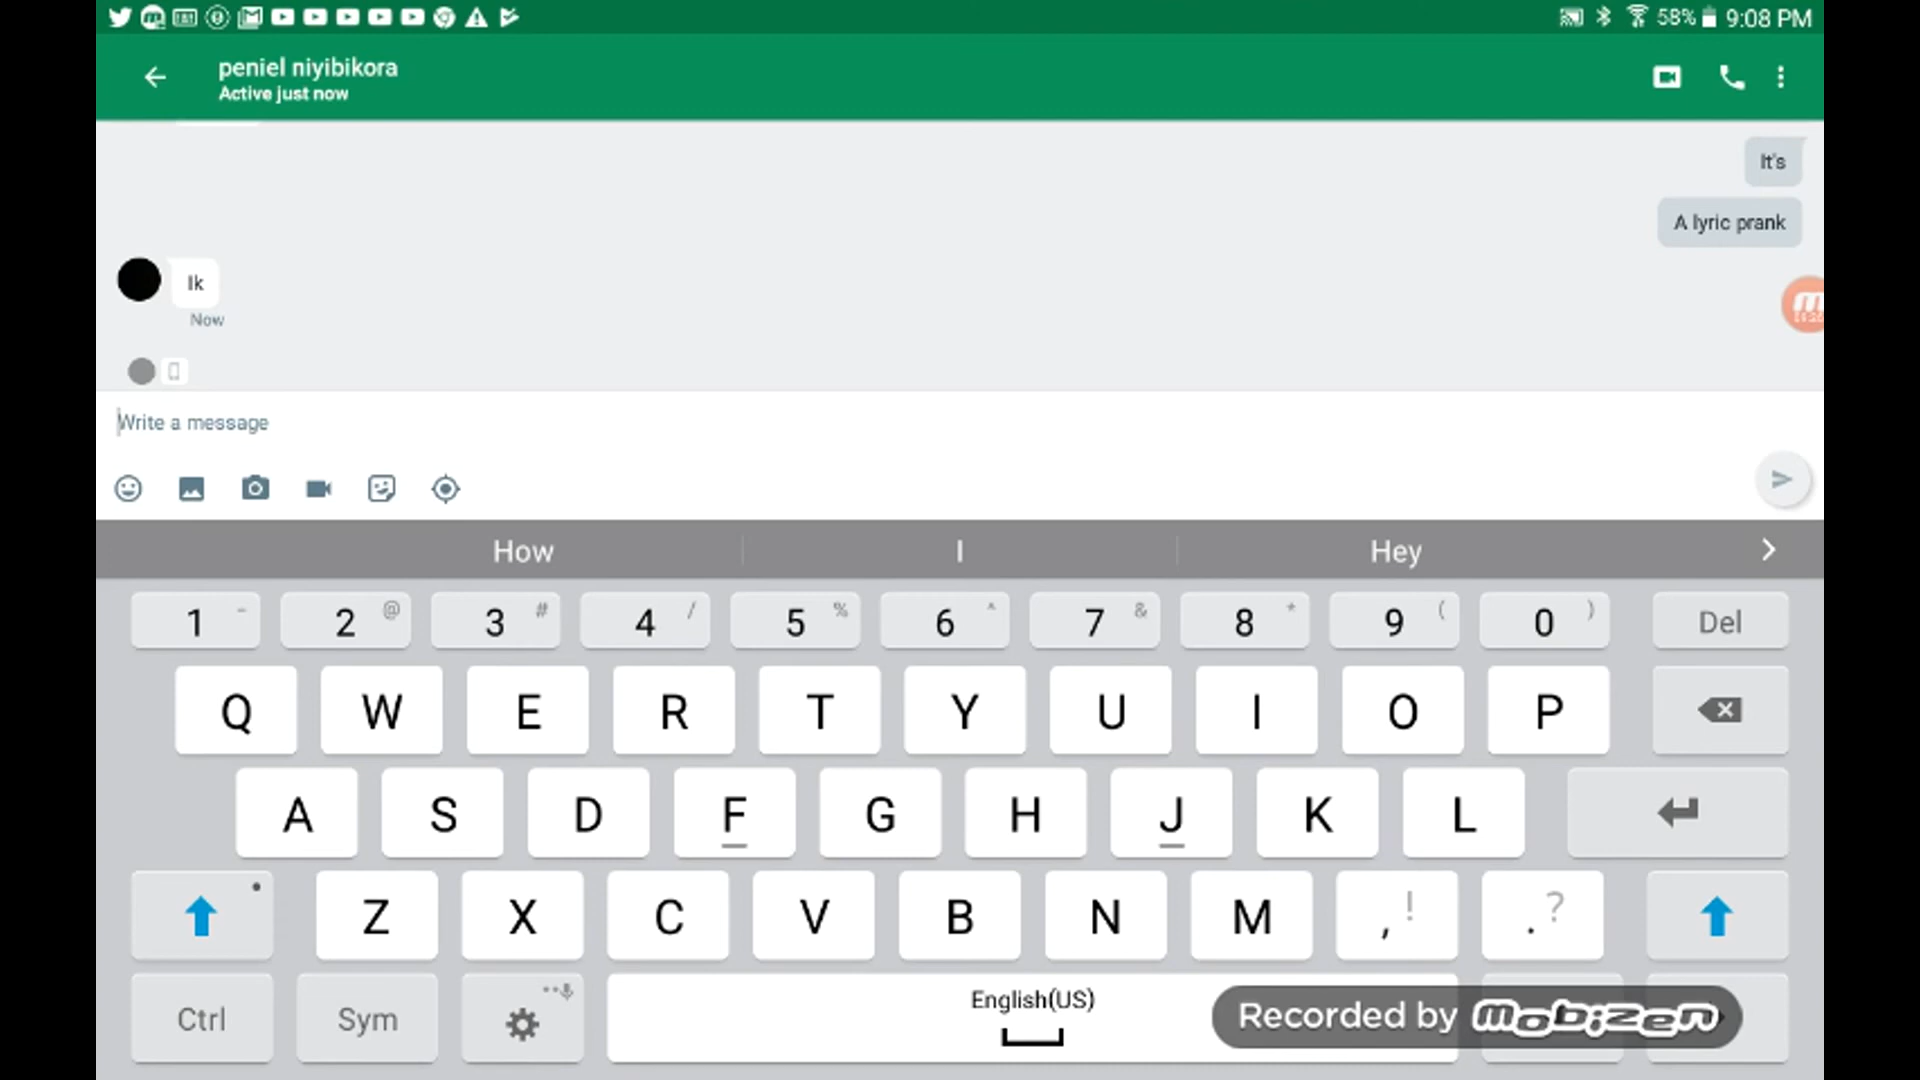 58% 9:08 PM
peniel niyibikora
Active just now
It's
A lyric prank
Ik
Now
Write a message
How I Hey
1 - 2 @ 3 # 4 / 5 % 6 ^ 7 & 8 * 9 ( 0 ) Del
Q W E R T Y U I O P
A S D F G H J K L
Z X C V B N M , ! . ?
Ctrl Sym English(US)
Recorded by mobizen